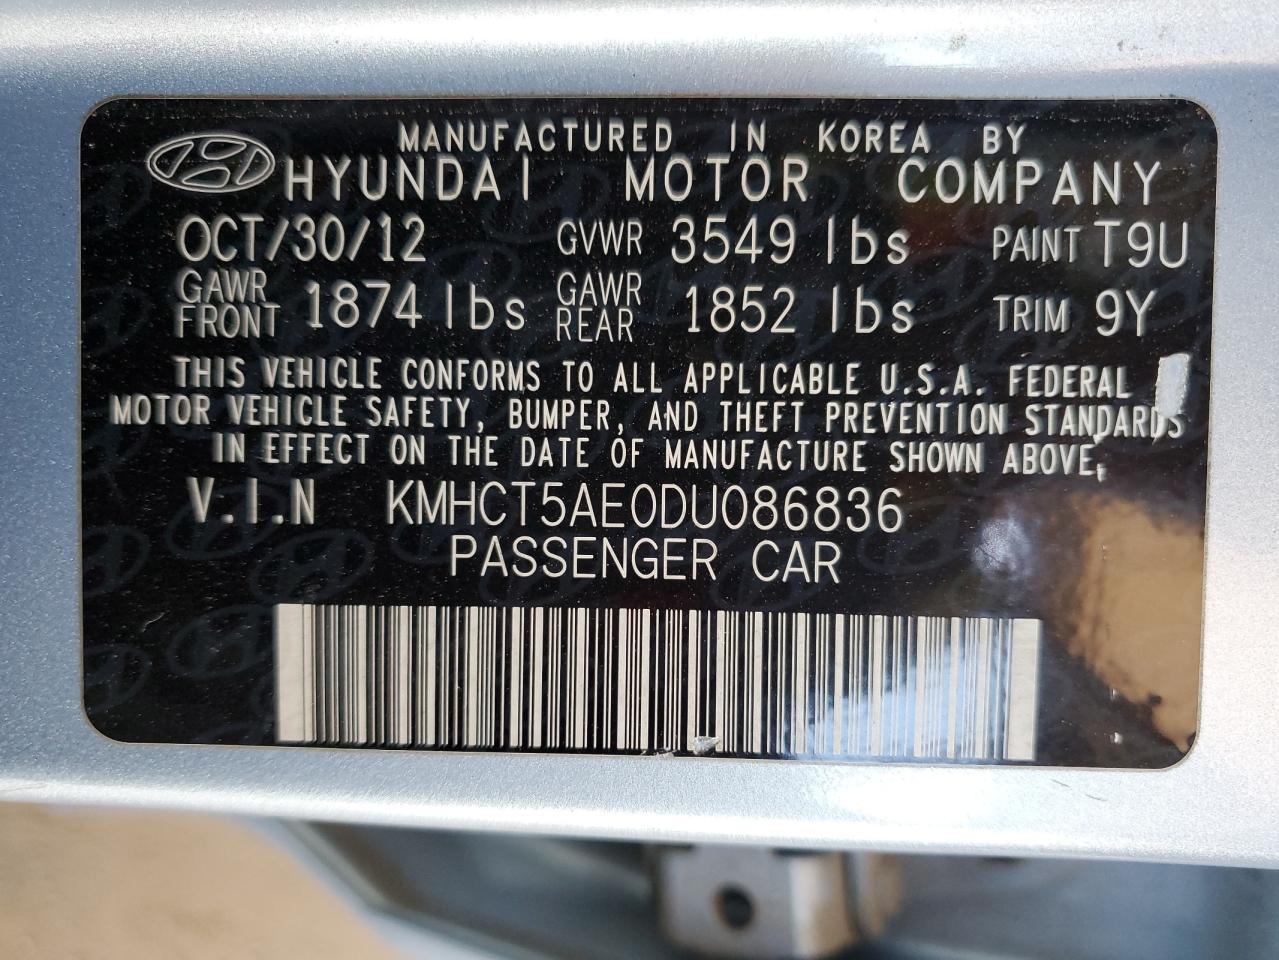 MANUFACTURED IN KOREA BY
HYUNDAI MOTOR COMPANY
OCT/30/12 GVWR 3549 lbs PAINT T9U
GAWR FRONT 1874 lbs GAWR REAR 1852 lbs TRIM 9Y
THIS VEHICLE CONFORMS TO ALL APPLICABLE U.S.A. FEDERAL
MOTOR VEHICLE SAFETY, BUMPER, AND THEFT PREVENTION STANDARDS
IN EFFECT ON THE DATE OF MANUFACTURE SHOWN ABOVE,
V.I.N KMHCT5AE0DU086836
PASSENGER CAR